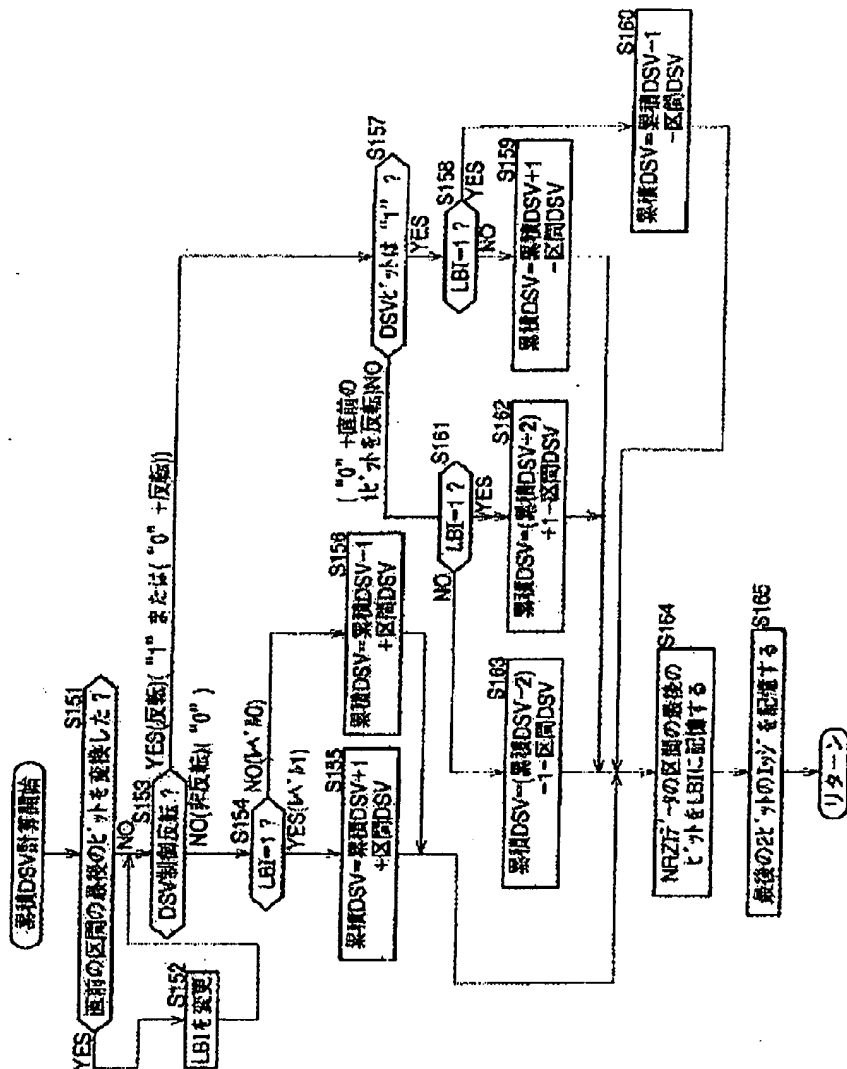 累積DSV計算開始
S151
直前の区間の最後のビットを変換した?
YES
NO
S152
LBIを変更
S153
DSV制御反転?
YES(反転)("1"または("0"+反転))
NO(非反転)("0")
S154
LBI=1?
NO(レベル0)
YES(レベル1)
S155
累積DSV=累積DSV+1
+区間DSV
S156
累積DSV=累積DSV-1
+区間DSV
S157
DSVビットは"1"?
YES
("0"+直前の
1ビットを反転)NO
S158
LBI=1?
YES
NO
S159
累積DSV=累積DSV+1
-区間DSV
S160
累積DSV=累積DSV-1
-区間DSV
S161
LBI=1?
NO
YES
S162
累積DSV=(累積DSV+2)
+1-区間DSV
S163
累積DSV=(累積DSV-2)
-1-区間DSV
S164
NRZIデータの区間の最後の
ビットをLBIに記憶する
S165
最後の2ビットのエッジを記憶する
リターン